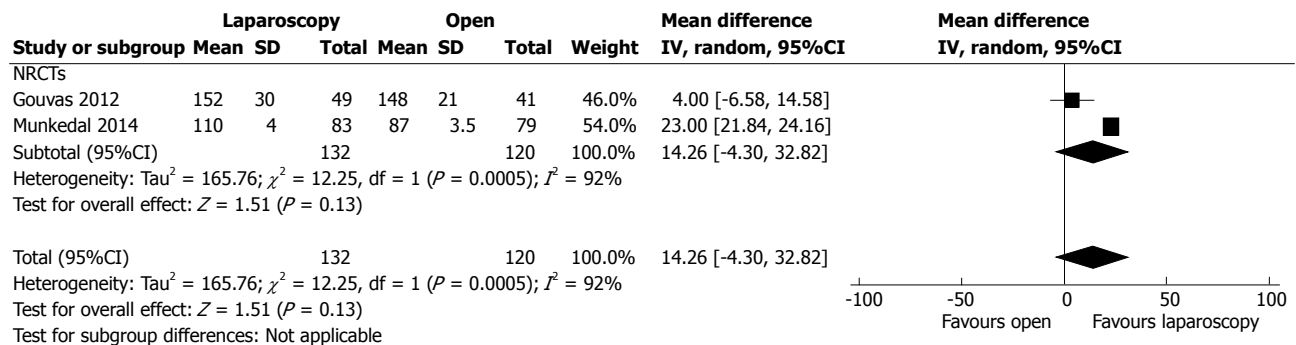 Laparoscopy Open Mean difference Mean difference
Study or subgroup Mean SD Total Mean SD Total Weight IV, random, 95%CI IV, random, 95%CI
NRCTs
Gouvas 2012 152 30 49 148 21 41 46.0% 4.00 [-6.58, 14.58]
Munkedal 2014 110 4 83 87 3.5 79 54.0% 23.00 [21.84, 24.16]
Subtotal (95%CI) 132 120 100.0% 14.26 [-4.30, 32.82]
Heterogeneity: Tau² = 165.76; χ² = 12.25, df = 1 (P = 0.0005); I² = 92%
Test for overall effect: Z = 1.51 (P = 0.13)
Total (95%CI) 132 120 100.0% 14.26 [-4.30, 32.82]
Heterogeneity: Tau² = 165.76; χ² = 12.25, df = 1 (P = 0.0005); I² = 92%
Test for overall effect: Z = 1.51 (P = 0.13)
Test for subgroup differences: Not applicable
-100 -50 0 50 100
Favours open Favours laparoscopy